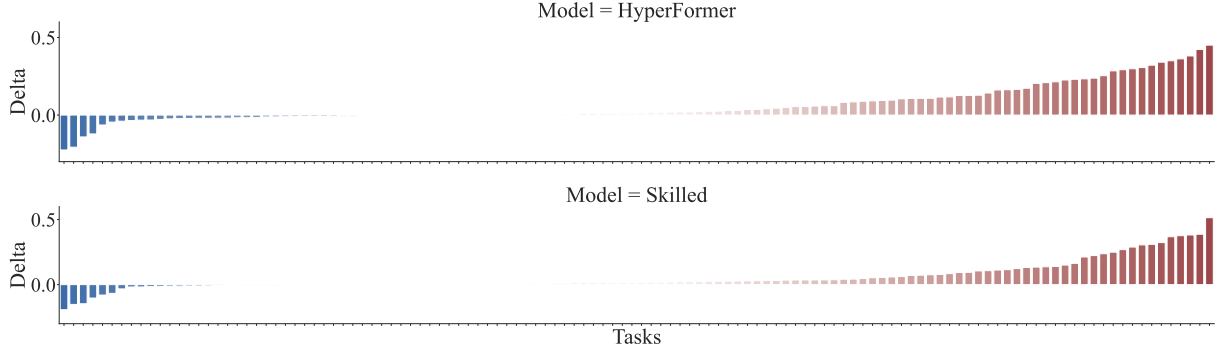 Model = HyperFormer
0.5
Delta
0.0
Model = Skilled
0.5
Delta
0.0
Tasks